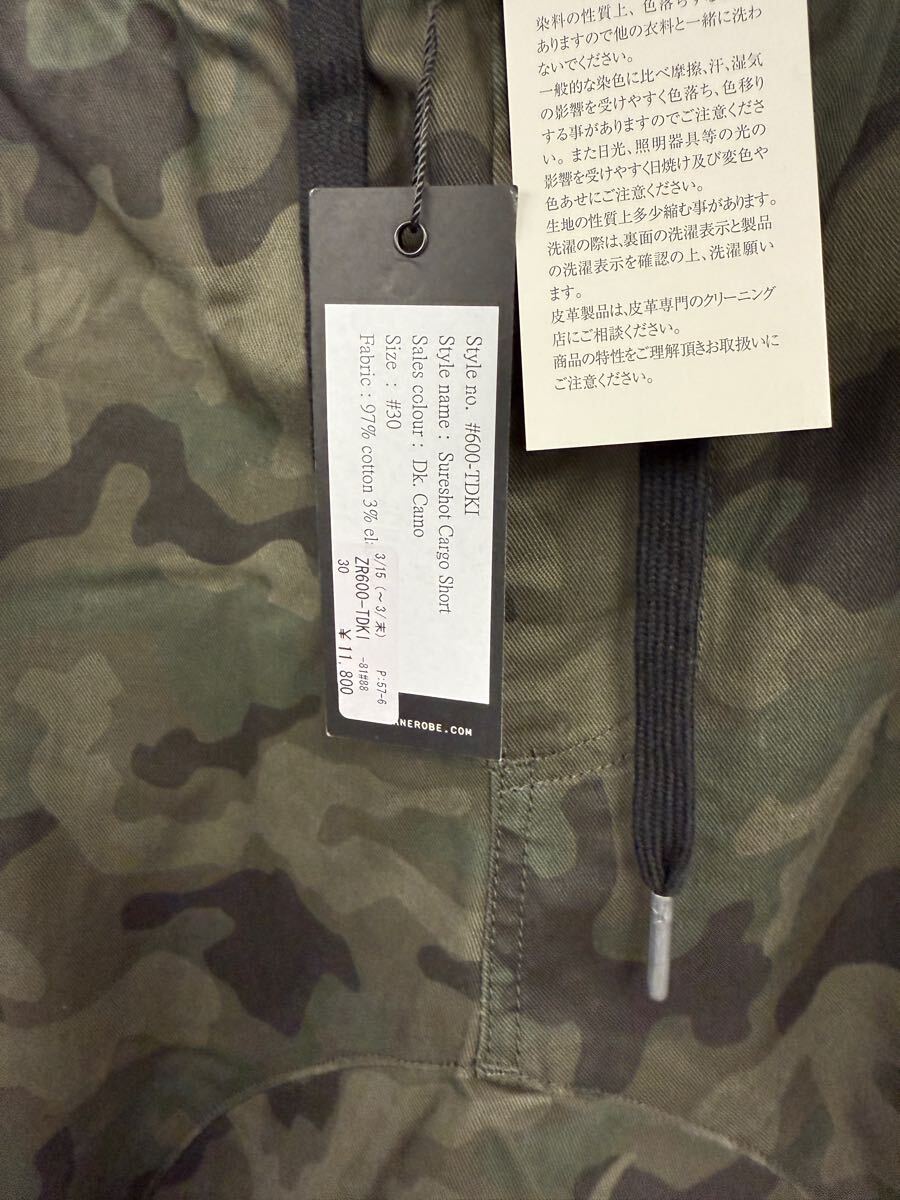 染料の性質上、色落ちする
ありますので他の衣料と一緒に洗わ
ないでください。
一般的な染色に比べ摩擦、汗、湿気
の影響を受けやすく色落ち、色移り
する事がありますのでご注意くださ
い。また日光、照明器具等の光の
影響を受けやすく日焼け及び変色や
色あせにご注意ください。
生地の性質上多少縮む事があります。
洗濯の際は、裏面の洗濯表示と製品
の洗濯表示を確認の上、洗濯願い
ます。
皮革製品は、皮革専門のクリーニング
店にご相談ください。
商品の特性をご理解頂きお取扱いに
ご注意ください。
Style no. #600-TDKI
Style name : Sureshot Cargo Short
Sales colour : Dk. Camo
Size : #30
Fabric : 97% cotton 3% el
3/15 (～3/末) P:57-6
ZR600-TDKI -81#88
30 ¥11,800
ANEROBE.COM